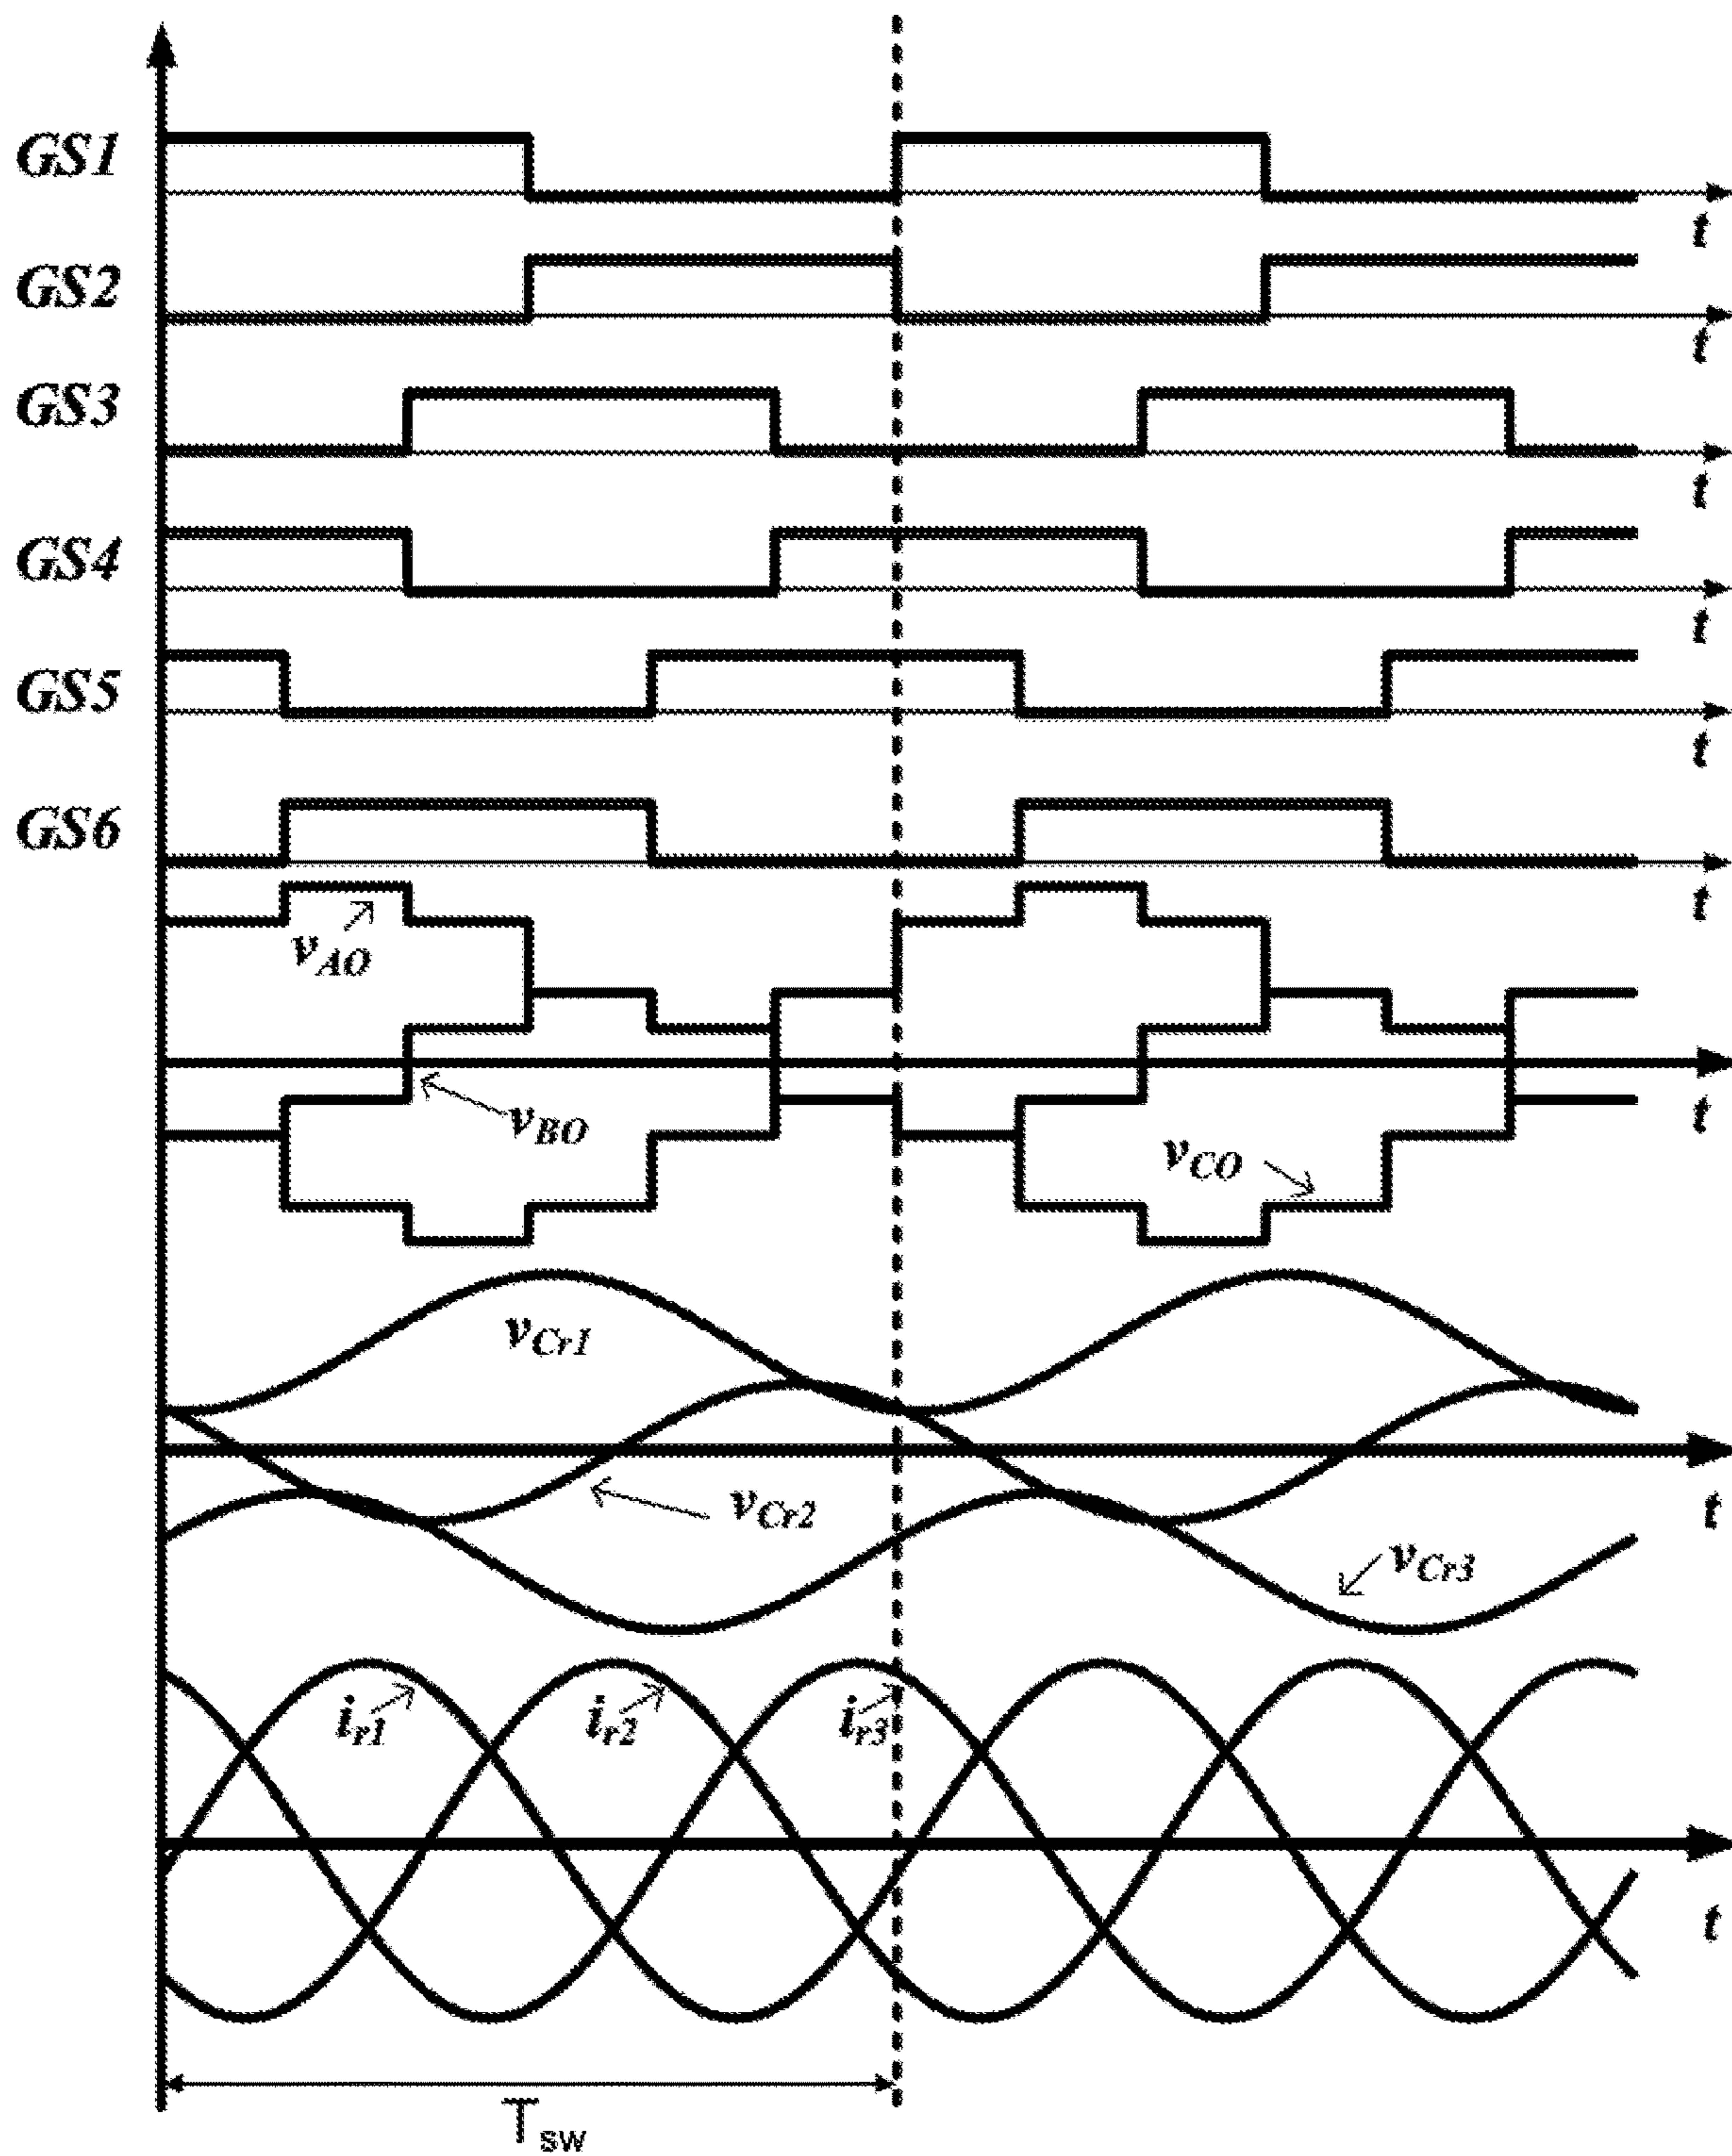 GS1
t
GS2
t
GS3
t
GS4
t
GS5
t
GS6
t
vAO
vBO
t
vCO
vCr1
vCr2
t
vCr3
ir1
ir2
ir3
t
Tsw